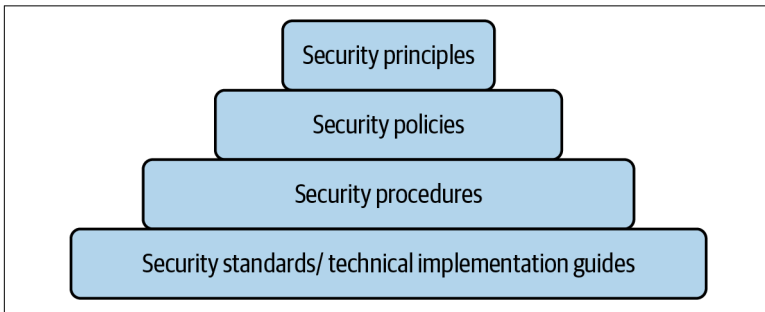 Security principles
Security policies
Security procedures
Security standards/ technical implementation guides